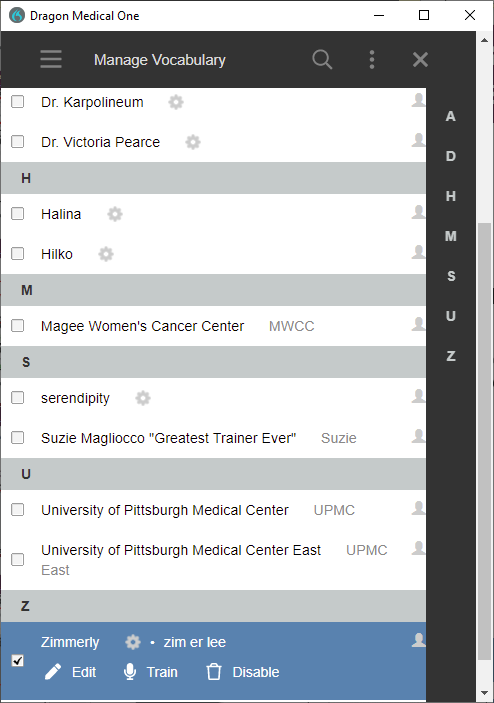 Dragon Medical One
Manage Vocabulary
Dr. Karpolineum
Dr. Victoria Pearce
H
Halina
Hilko
M
Magee Women's Cancer Center MWCC
S
serendipity
Suzie Magliocco "Greatest Trainer Ever" Suzie
U
University of Pittsburgh Medical Center UPMC
University of Pittsburgh Medical Center East UPMC
East
Z
Zimmerly • zim er lee
Edit Train Disable
A
D
H
M
S
U
Z